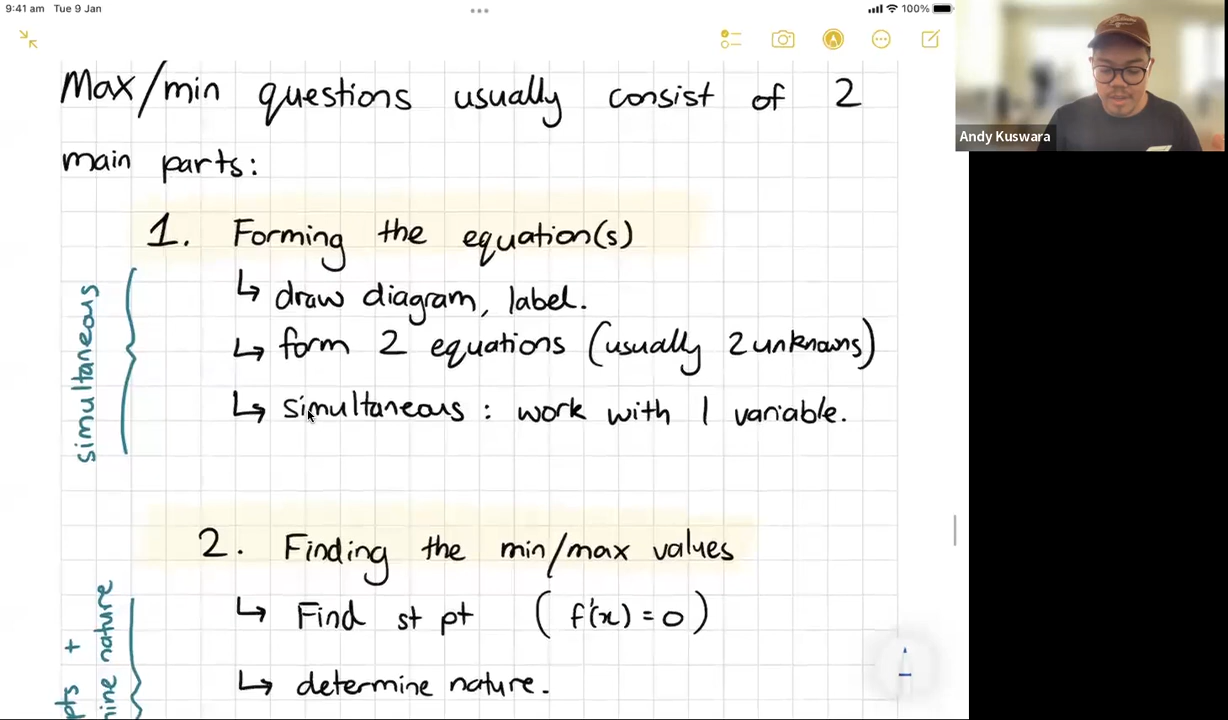 9:41 am Tue 9 Jan
100%
Max/min questions usually consist of 2
main parts:
1. Forming the equation(s)
↳ draw diagram, label.
↳ form 2 equations (usually 2 unknowns)
↳ simultaneous : work with 1 variable.
simultaneous
2. Finding the min/max values
↳ Find st pt ( f'(x) = 0 )
↳ determine nature.
pts +
nature
Andy Kuswara